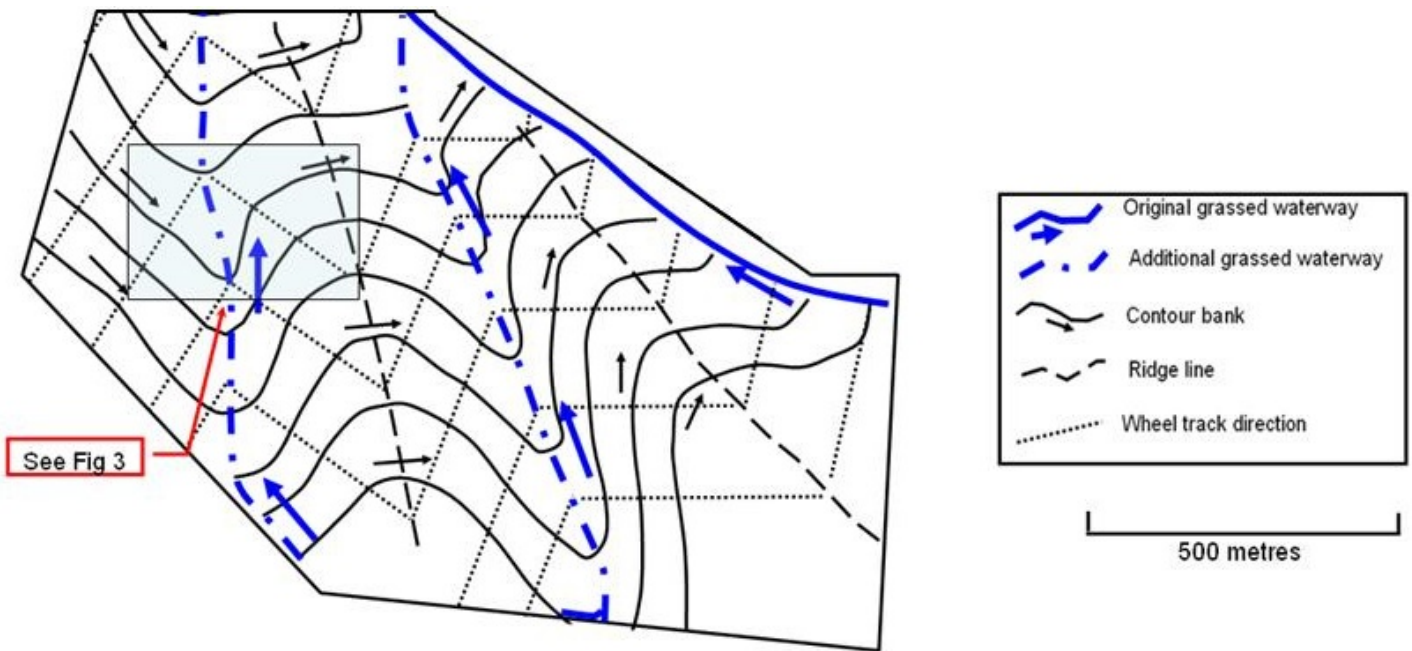 See Fig 3
Original grassed waterway
Additional grassed waterway
Contour bank
Ridge line
Wheel track direction
500 metres